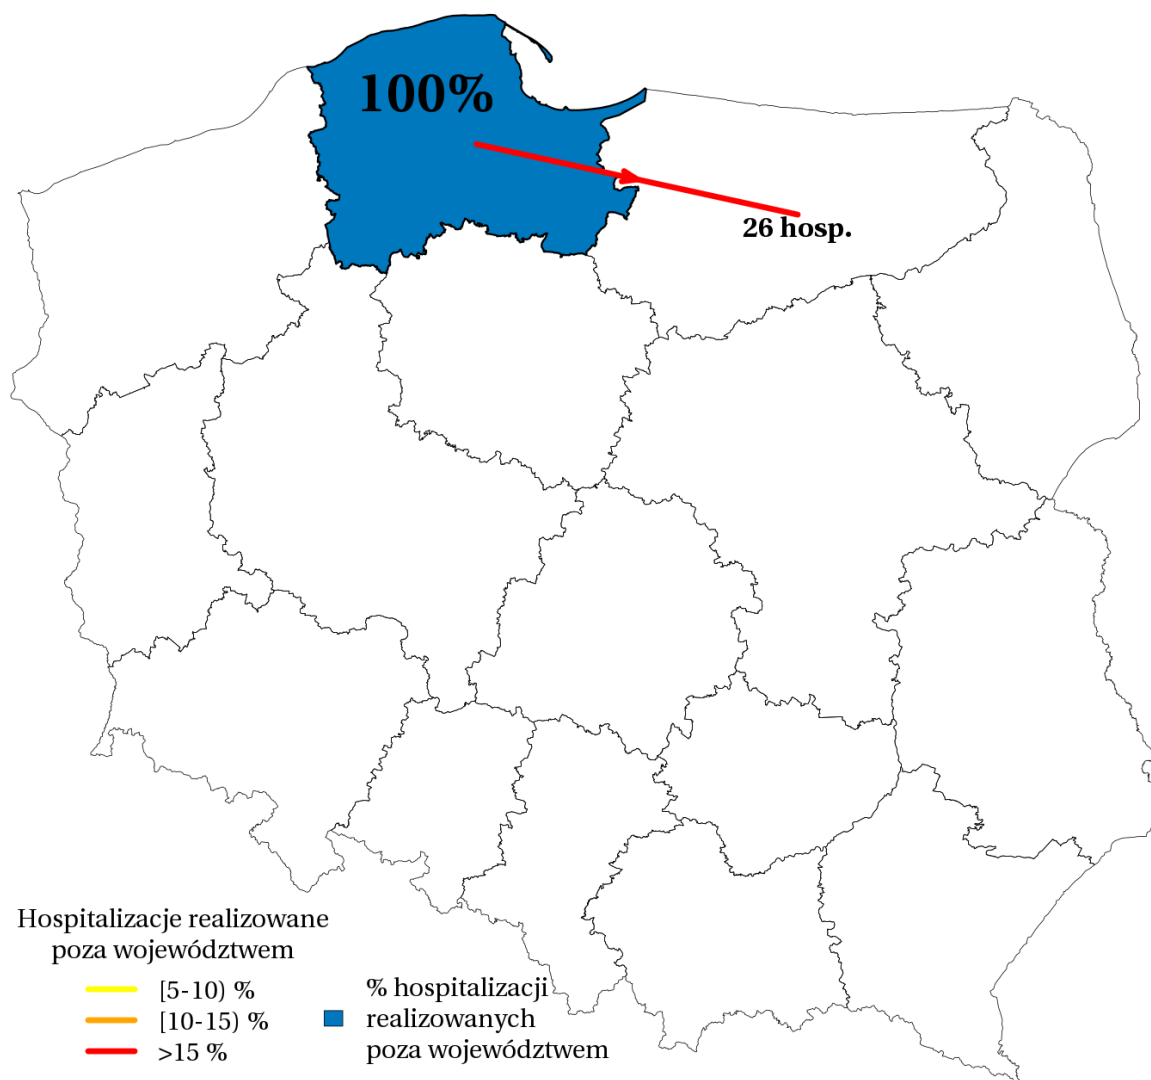 100%
26 hosp.
Hospitalizacje realizowane
poza województwem
[5-10) %
[10-15) %
>15 %
% hospitalizacji
realizowanych
poza województwem